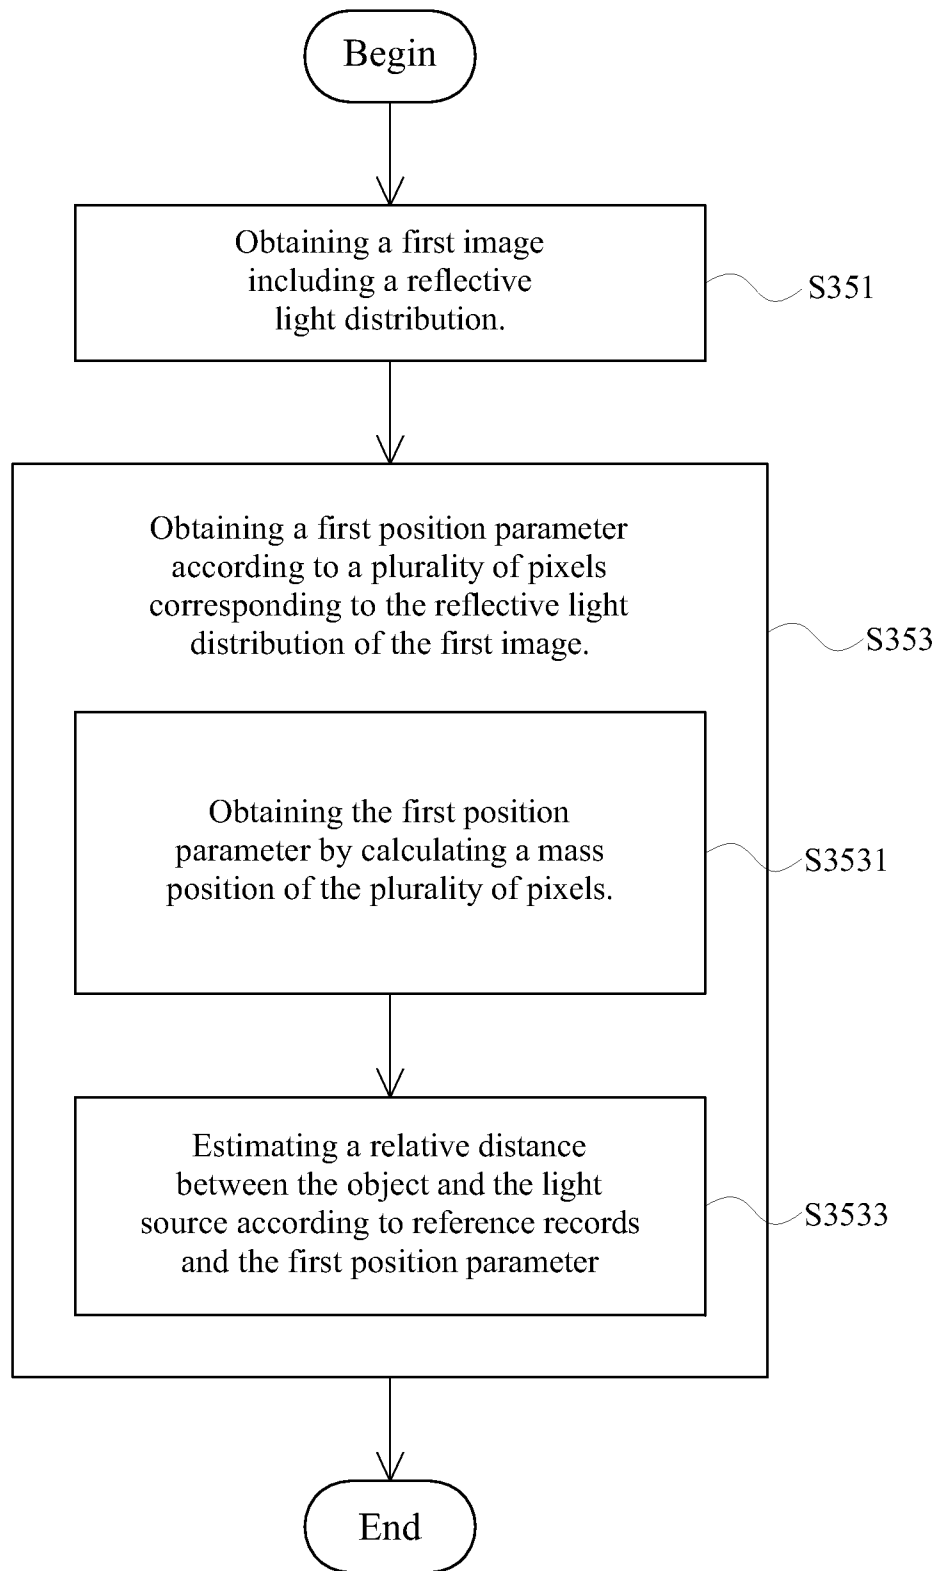 Begin
Obtaining a first image
including a reflective
light distribution.
S351
Obtaining a first position parameter
according to a plurality of pixels
corresponding to the reflective light
distribution of the first image.
S353
Obtaining the first position
parameter by calculating a mass
position of the plurality of pixels.
S3531
Estimating a relative distance
between the object and the light
source according to reference records
and the first position parameter
S3533
End